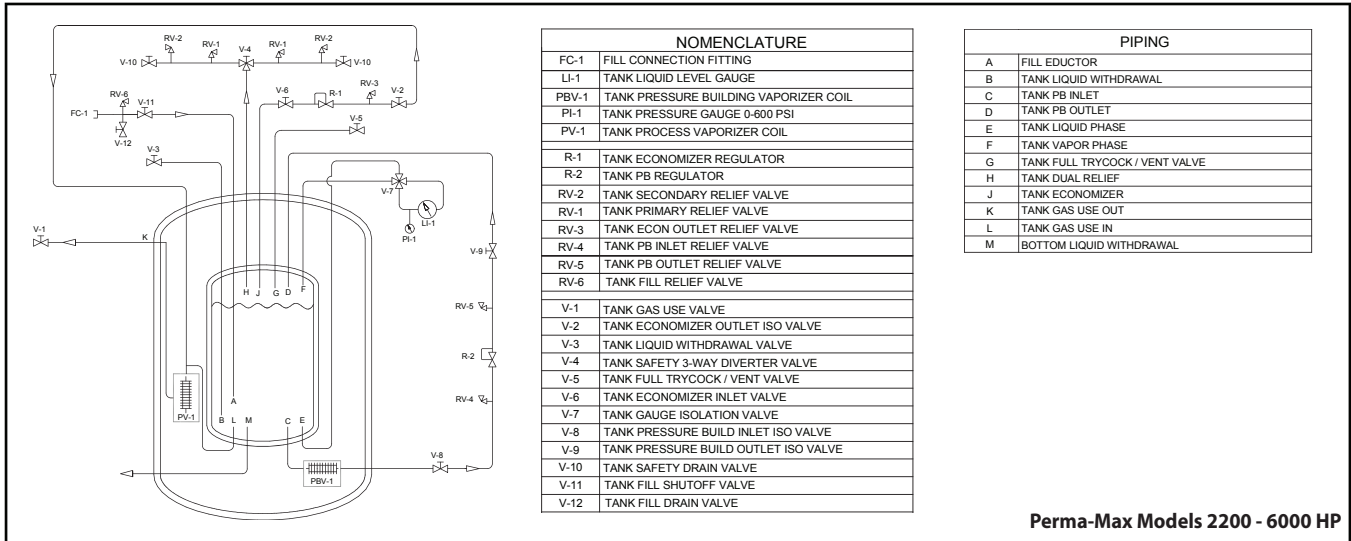 RV-2
RV-1
V-4
RV-1
RV-2
V-10
V-10
RV-3
V-6
R-1
V-2
RV-6
V-11
FC-1
V-12
V-5
V-3
V-7
LI-1
PI-1
V-1
K
V-9
H J G D F
RV-5
R-2
RV-4
A
PV-1
B L M C E
V-8
PBV-1
NOMENCLATURE
FC-1 FILL CONNECTION FITTING
LI-1 TANK LIQUID LEVEL GAUGE
PBV-1 TANK PRESSURE BUILDING VAPORIZER COIL
PI-1 TANK PRESSURE GAUGE 0-600 PSI
PV-1 TANK PROCESS VAPORIZER COIL
R-1 TANK ECONOMIZER REGULATOR
R-2 TANK PB REGULATOR
RV-2 TANK SECONDARY RELIEF VALVE
RV-1 TANK PRIMARY RELIEF VALVE
RV-3 TANK ECON OUTLET RELIEF VALVE
RV-4 TANK PB INLET RELIEF VALVE
RV-5 TANK PB OUTLET RELIEF VALVE
RV-6 TANK FILL RELIEF VALVE
V-1 TANK GAS USE VALVE
V-2 TANK ECONOMIZER OUTLET ISO VALVE
V-3 TANK LIQUID WITHDRAWAL VALVE
V-4 TANK SAFETY 3-WAY DIVERTER VALVE
V-5 TANK FULL TRYCOCK / VENT VALVE
V-6 TANK ECONOMIZER INLET VALVE
V-7 TANK GAUGE ISOLATION VALVE
V-8 TANK PRESSURE BUILD INLET ISO VALVE
V-9 TANK PRESSURE BUILD OUTLET ISO VALVE
V-10 TANK SAFETY DRAIN VALVE
V-11 TANK FILL SHUTOFF VALVE
V-12 TANK FILL DRAIN VALVE
PIPING
A FILL EDUCTOR
B TANK LIQUID WITHDRAWAL
C TANK PB INLET
D TANK PB OUTLET
E TANK LIQUID PHASE
F TANK VAPOR PHASE
G TANK FULL TRYCOCK / VENT VALVE
H TANK DUAL RELIEF
J TANK ECONOMIZER
K TANK GAS USE OUT
L TANK GAS USE IN
M BOTTOM LIQUID WITHDRAWAL
Perma-Max Models 2200 - 6000 HP